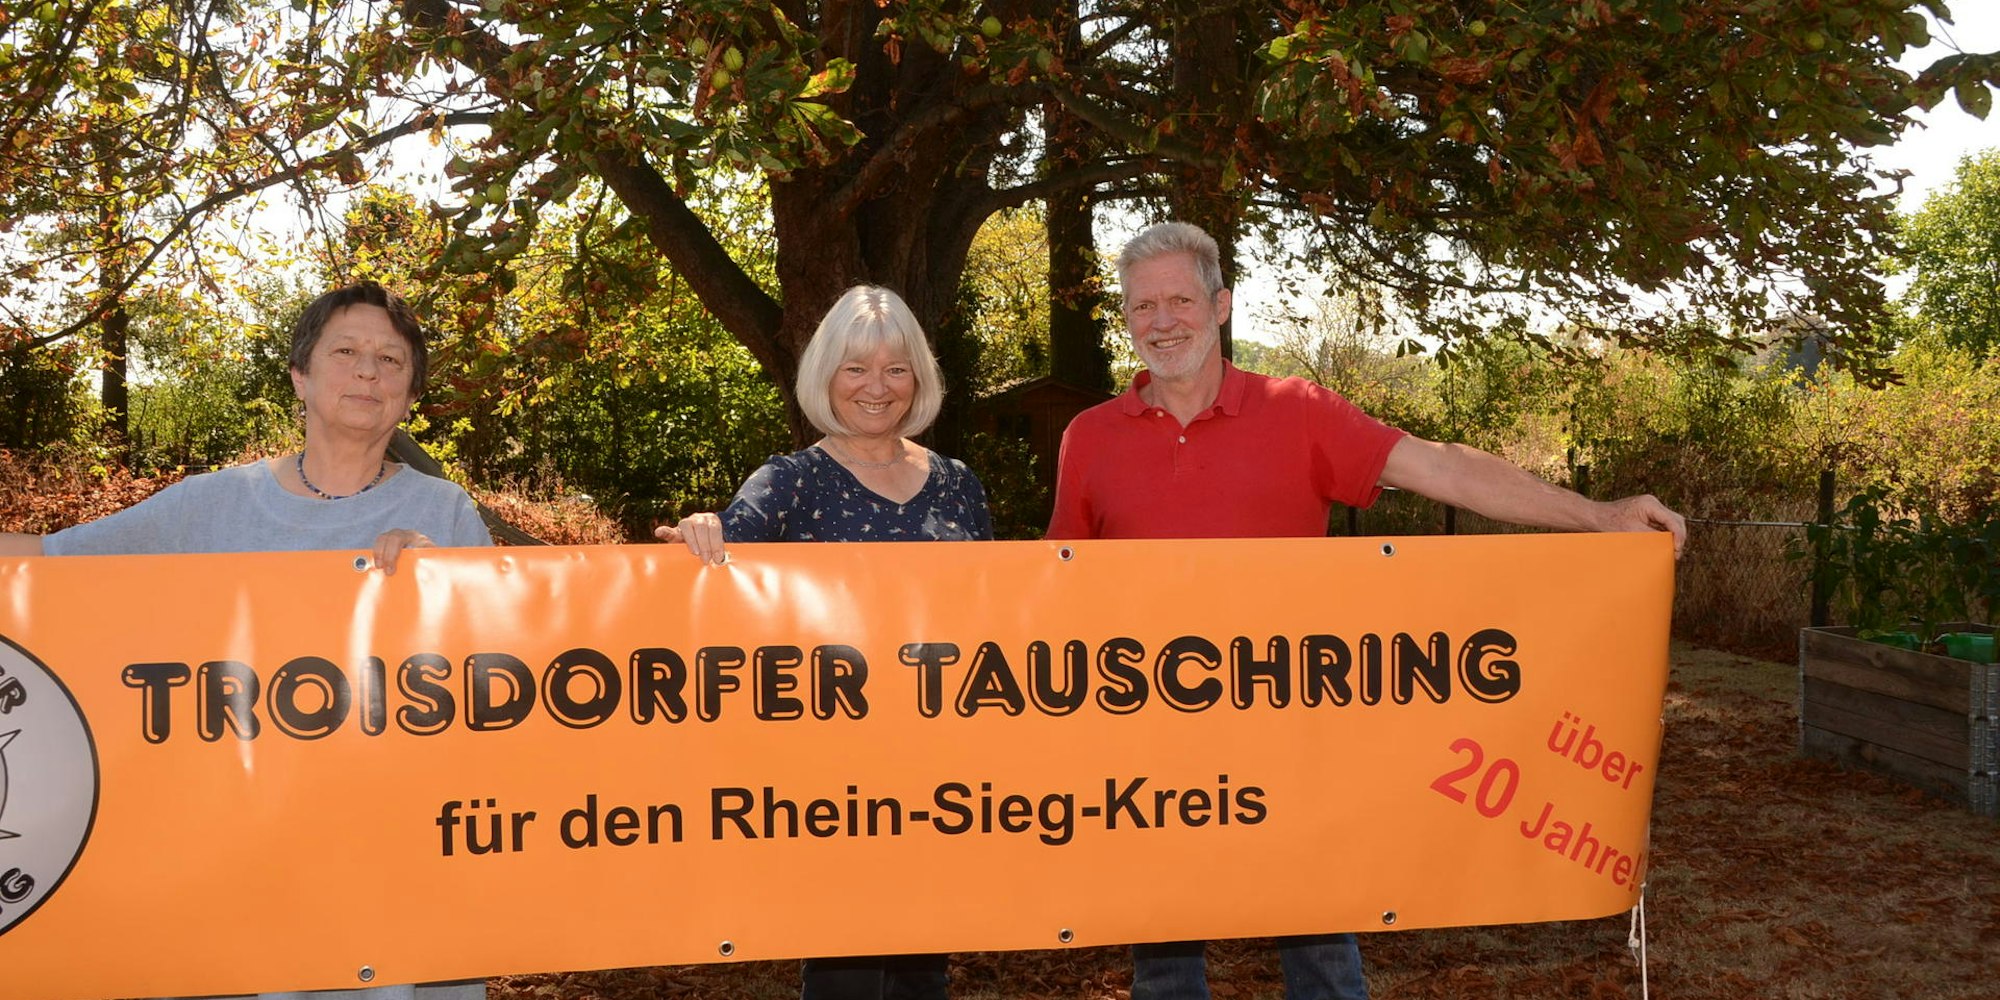 TROISDORFER TAUSCHRING
für den Rhein-Sieg-Kreis
über
20 Jahre!